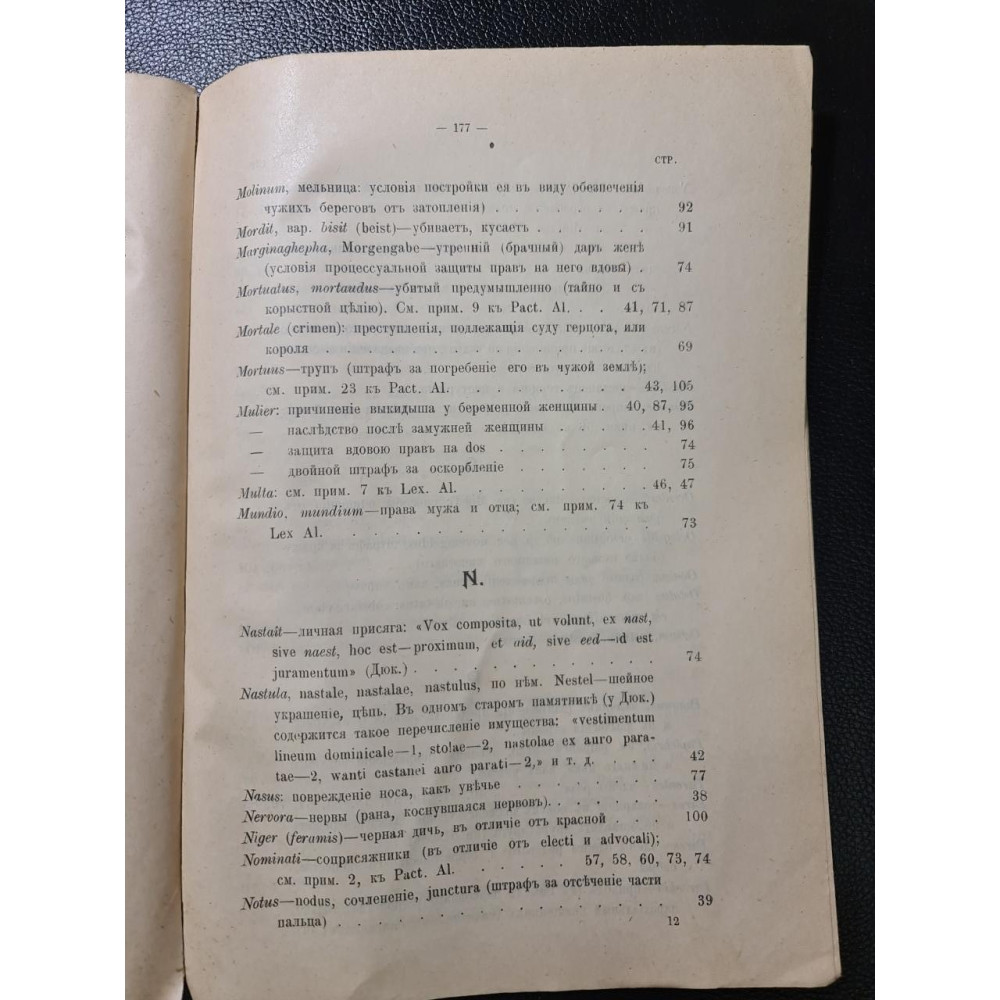 — 177 —
СТР.
Molinum, мельница: условія постройки ея въ виду обезпеченія
чужихъ береговъ отъ затопленія) . . . . . . . . 92
Mordit, вар. bisit (beist)—убиваетъ, кусаетъ . . . . . . 91
Marginaghepha, Morgengabe—утренній (брачный) даръ женѣ
(условія процессуальной защиты правъ на него вдовы) . 74
Mortuatus, mortaudus—убитый предумышленно (тайно и съ
корыстной цѣлію). См. прим. 9 къ Pact. Al. . . 41, 71, 87
Mortale (crimen): преступленія, подлежащія суду герцога, или
короля . . . . . . . . . . . . . . . . 69
Mortuus—трупъ (штрафъ за погребеніе его въ чужой землѣ);
см. прим. 23 къ Pact. Al. . . . . . . . . 43, 105
Mulier: причиненіе выкидыша у беременной женщины . 40, 87, 95
— наслѣдство послѣ замужней женщины . . . . . 41, 96
— защита вдовою правъ на dos . . . . . . . 74
— двойной штрафъ за оскорбленіе . . . . . . 75
Multa: см. прим. 7 къ Lex. Al. . . . . . . . . 46, 47
Mundio, mundium—права мужа и отца; см. прим. 74 къ
Lex Al. . . . . . . . . . . . . . . . 73
N.
Nastait—личная присяга: «Vox composita, ut volunt, ex nast,
sive naest, hoc est—proximum, et aid, sive eed—id est
juramentum» (Дюк.) . . . . . . . . . . . . 74
Nastula, nastale, nastalae, nastulus, по нѣм. Nestel—шейное
украшеніе, цѣпь. Въ одномъ старомъ памятникѣ (у Дюк.)
содержится такое перечисленіе имущества: «vestimentum
lineum dominicale—1, stolae—2, nastolae ex auro para-
tae—2, wanti castanei auro parati—2,» и т. д. . . . 42
Nasus: поврежденіе носа, какъ увѣчье . . . . . . 77
Nervora—нервы (рана, коснувшаяся нервовъ). . . . . . 38
Niger (feramis)—черная дичь, въ отличіе отъ красной . . . 100
Nominati—соприсяжники (въ отличіе отъ electi и advocali);
см. прим. 2, къ Pact. Al. . . . . . 57, 58, 60, 73, 74
Notus—nodus, сочлененіе, junctura (штрафъ за отсѣченіе части
пальца) . . . . . . . . . . . . . . . . 39
12